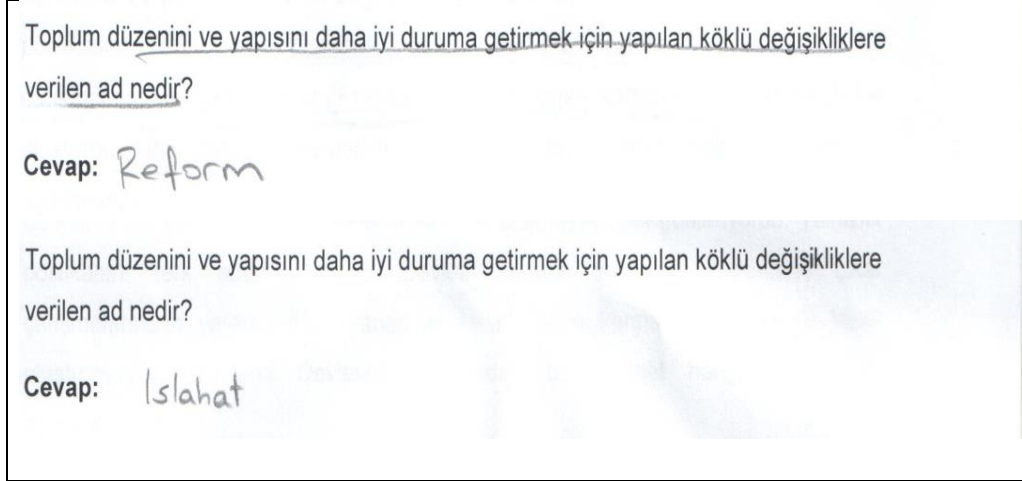 Toplum düzenini ve yapısını daha iyi duruma getirmek için yapılan köklü değişikliklere
verilen ad nedir?
Cevap: Reform
Toplum düzenini ve yapısını daha iyi duruma getirmek için yapılan köklü değişikliklere
verilen ad nedir?
Cevap: Islahat